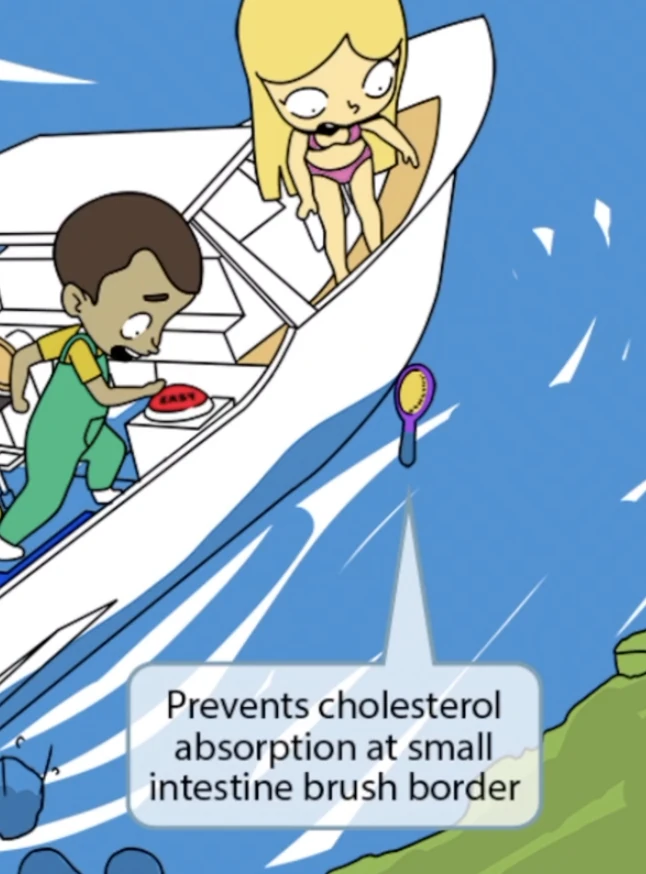 EASY
Prevents cholesterol
absorption at small
intestine brush border